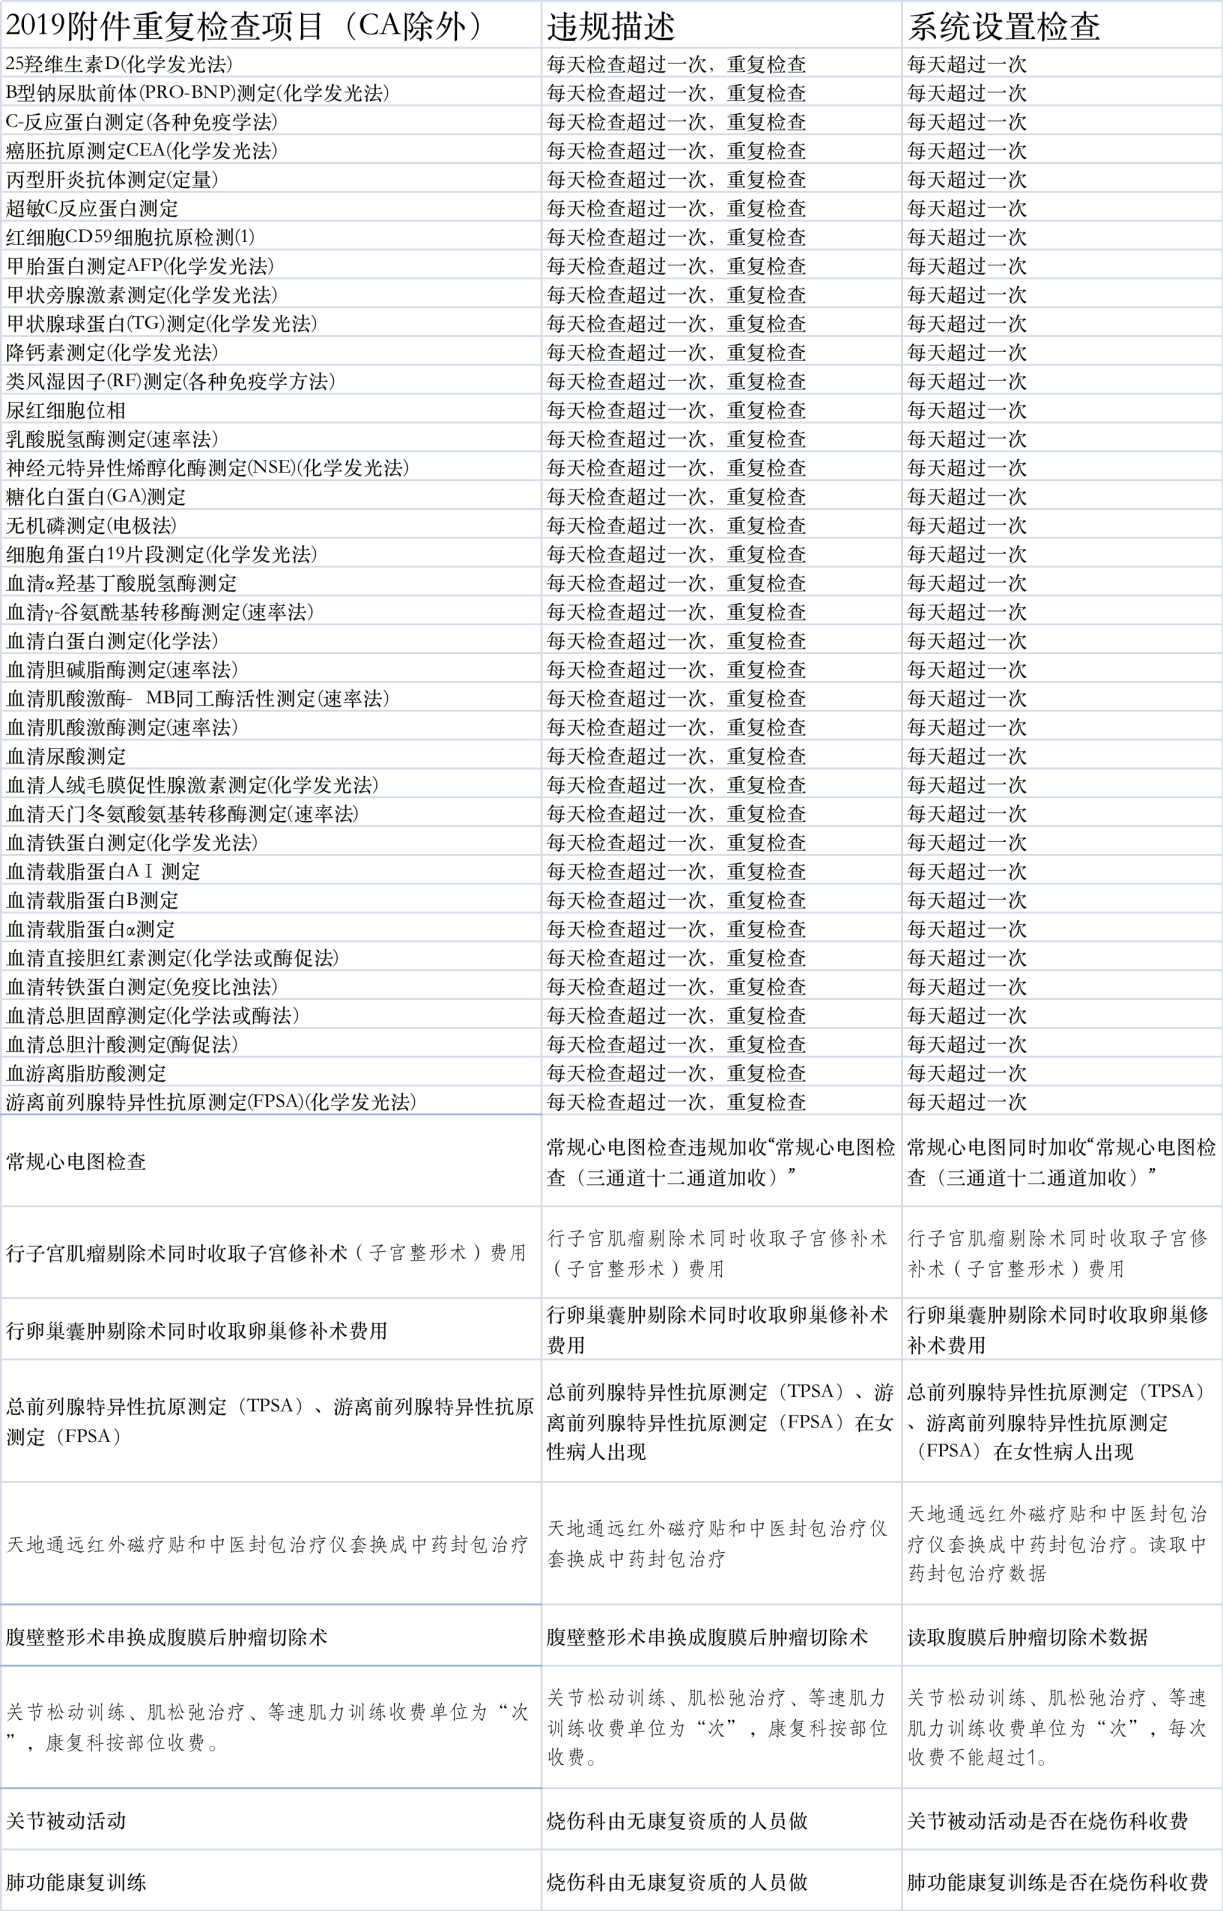 2019附件重复检查项目（CA除外） 违规描述 系统设置检查
25羟维生素D(化学发光法) 每天检查超过一次，重复检查 每天超过一次
B型钠尿肽前体(PRO-BNP)测定(化学发光法) 每天检查超过一次，重复检查 每天超过一次
C-反应蛋白测定(各种免疫学法) 每天检查超过一次，重复检查 每天超过一次
癌胚抗原测定CEA(化学发光法) 每天检查超过一次，重复检查 每天超过一次
丙型肝炎抗体测定(定量) 每天检查超过一次，重复检查 每天超过一次
超敏C反应蛋白测定 每天检查超过一次，重复检查 每天超过一次
红细胞CD59细胞抗原检测(1) 每天检查超过一次，重复检查 每天超过一次
甲胎蛋白测定AFP(化学发光法) 每天检查超过一次，重复检查 每天超过一次
甲状旁腺激素测定(化学发光法) 每天检查超过一次，重复检查 每天超过一次
甲状腺球蛋白(TG)测定(化学发光法) 每天检查超过一次，重复检查 每天超过一次
降钙素测定(化学发光法) 每天检查超过一次，重复检查 每天超过一次
类风湿因子(RF)测定(各种免疫学方法) 每天检查超过一次，重复检查 每天超过一次
尿红细胞位相 每天检查超过一次，重复检查 每天超过一次
乳酸脱氢酶测定(速率法) 每天检查超过一次，重复检查 每天超过一次
神经元特异性烯醇化酶测定(NSE)(化学发光法) 每天检查超过一次，重复检查 每天超过一次
糖化白蛋白(GA)测定 每天检查超过一次，重复检查 每天超过一次
无机磷测定(电极法) 每天检查超过一次，重复检查 每天超过一次
细胞角蛋白19片段测定(化学发光法) 每天检查超过一次，重复检查 每天超过一次
血清α羟基丁酸脱氢酶测定 每天检查超过一次，重复检查 每天超过一次
血清γ-谷氨酰基转移酶测定(速率法) 每天检查超过一次，重复检查 每天超过一次
血清白蛋白测定(化学法) 每天检查超过一次，重复检查 每天超过一次
血清胆碱脂酶测定(速率法) 每天检查超过一次，重复检查 每天超过一次
血清肌酸激酶- MB同工酶活性测定(速率法) 每天检查超过一次，重复检查 每天超过一次
血清肌酸激酶测定(速率法) 每天检查超过一次，重复检查 每天超过一次
血清尿酸测定 每天检查超过一次，重复检查 每天超过一次
血清人绒毛膜促性腺激素测定(化学发光法) 每天检查超过一次，重复检查 每天超过一次
血清天门冬氨酸氨基转移酶测定(速率法) 每天检查超过一次，重复检查 每天超过一次
血清铁蛋白测定(化学发光法) 每天检查超过一次，重复检查 每天超过一次
血清载脂蛋白AⅠ测定 每天检查超过一次，重复检查 每天超过一次
血清载脂蛋白B测定 每天检查超过一次，重复检查 每天超过一次
血清载脂蛋白α测定 每天检查超过一次，重复检查 每天超过一次
血清直接胆红素测定(化学法或酶促法) 每天检查超过一次，重复检查 每天超过一次
血清转铁蛋白测定(免疫比浊法) 每天检查超过一次，重复检查 每天超过一次
血清总胆固醇测定(化学法或酶法) 每天检查超过一次，重复检查 每天超过一次
血清总胆汁酸测定(酶促法) 每天检查超过一次，重复检查 每天超过一次
血游离脂肪酸测定 每天检查超过一次，重复检查 每天超过一次
游离前列腺特异性抗原测定(FPSA)(化学发光法) 每天检查超过一次，重复检查 每天超过一次
常规心电图检查
常规心电图检查违规加收“常规心电图检
查（三通道十二通道加收）”
常规心电图同时加收“常规心电图检
查（三通道十二通道加收）”
行子宫肌瘤剔除术同时收取子宫修补术（子宫整形术）费用
行子宫肌瘤剔除术同时收取子宫修补术
（子宫整形术）费用
行子宫肌瘤剔除术同时收取子宫修
补术（子宫整形术）费用
行卵巢囊肿剔除术同时收取卵巢修补术费用
行卵巢囊肿剔除术同时收取卵巢修补术
费用
行卵巢囊肿剔除术同时收取卵巢修
补术费用
总前列腺特异性抗原测定（TPSA）、游离前列腺特异性抗原
测定（FPSA）
总前列腺特异性抗原测定（TPSA）、游
离前列腺特异性抗原测定（FPSA）在女
性病人出现
总前列腺特异性抗原测定（TPSA）
、游离前列腺特异性抗原测定
（FPSA）在女性病人出现
天地通远红外磁疗贴和中医封包治疗仪套换成中药封包治疗
天地通远红外磁疗贴和中医封包治疗仪
套换成中药封包治疗
天地通远红外磁疗贴和中医封包治
疗仪套换成中药封包治疗。读取中
药封包治疗数据
腹壁整形术串换成腹膜后肿瘤切除术 腹壁整形术串换成腹膜后肿瘤切除术 读取腹膜后肿瘤切除术数据
关节松动训练、肌松弛治疗、等速肌力训练收费单位为“次
”，康复科按部位收费。
关节松动训练、肌松弛治疗、等速肌力
训练收费单位为“次”，康复科按部位
收费。
关节松动训练、肌松弛治疗、等速
肌力训练收费单位为“次”，每次
收费不能超过1。
关节被动活动 烧伤科由无康复资质的人员做 关节被动活动是否在烧伤科收费
肺功能康复训练 烧伤科由无康复资质的人员做 肺功能康复训练是否在烧伤科收费